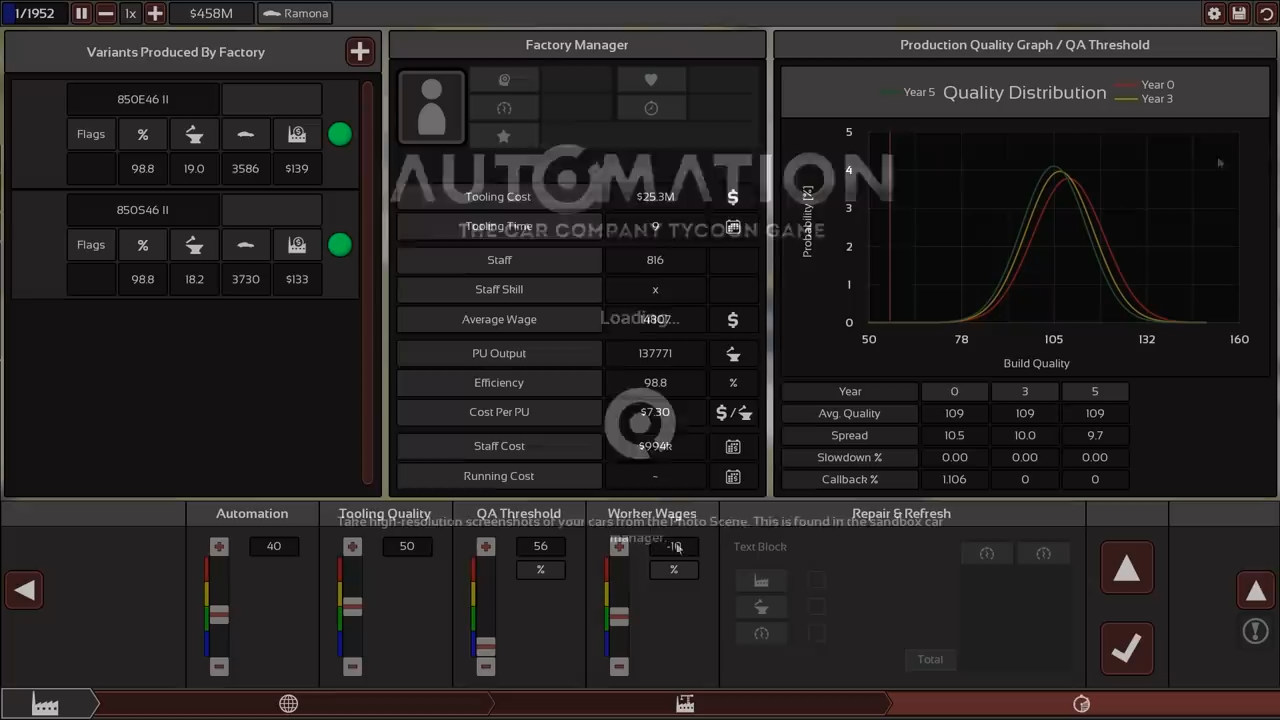 1/1952
1x
$458M
Ramona
Variants Produced By Factory
850E46 II
Flags % 
98.8 19.0 3586 $139
850S46 II
Flags %
98.8 18.2 3730 $133
Factory Manager
AUTOMATION
THE CAR COMPANY TYCOON GAME
Tooling Cost $25.3M $
Tooling Time 9
Staff 816
Staff Skill x
Average Wage 14807 $
Loading...
PU Output 137771
Efficiency 98.8 %
Cost Per PU $7.30 $/
Staff Cost $994k
Running Cost ~
Production Quality Graph / QA Threshold
Year 5 Quality Distribution Year 0
Year 3
Probability [%]
5
4
3
2
1
0
50 78 105 132 160
Build Quality
Year 0 3 5
Avg. Quality 109 109 109
Spread 10.5 10.0 9.7
Slowdown % 0.00 0.00 0.00
Callback % 1.106 0 0
Automation
40
Tooling Quality
50
QA Threshold
56
%
Worker Wages
-10
%
Repair & Refresh
Text Block
Total
Take high-resolution screenshots of your cars from the Photo Scene. This is found in the sandbox car
manager.